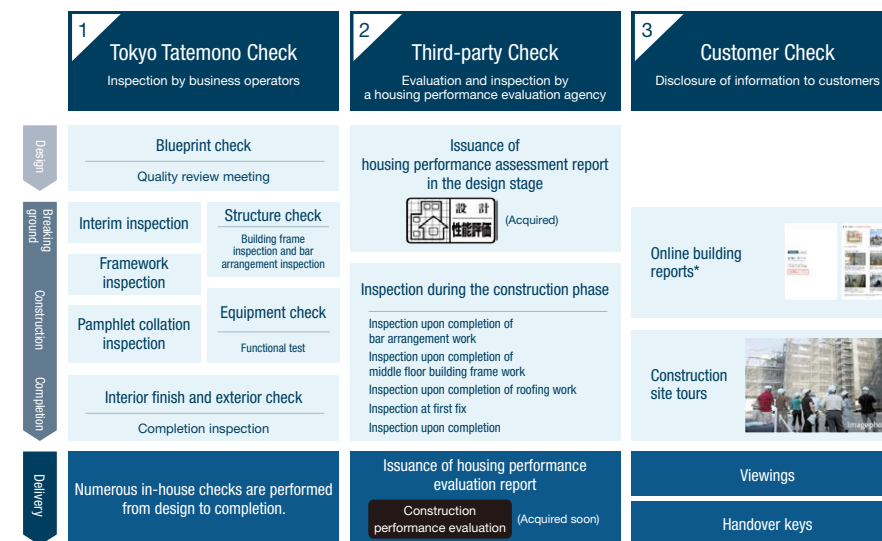 1
Tokyo Tatemono Check
Inspection by business operators
2
Third-party Check
Evaluation and inspection by
a housing performance evaluation agency
3
Customer Check
Disclosure of information to customers
Design
Blueprint check
Quality review meeting
Issuance of
housing performance assessment report
in the design stage
設計
性能評価
(Acquired)
Breaking
ground
Construction
Completion
Interim inspection
Framework
inspection
Pamphlet collation
inspection
Structure check
Building frame
inspection and bar
arrangement inspection
Equipment check
Functional test
Interior finish and exterior check
Completion inspection
Inspection during the construction phase
Inspection upon completion of
bar arrangement work
Inspection upon completion of
middle floor building frame work
Inspection upon completion of roofing work
Inspection at first fix
Inspection upon completion
Online building
reports*
Construction
site tours
Delivery
Numerous in-house checks are performed
from design to completion.
Issuance of housing performance
evaluation report
Construction
performance evaluation
(Acquired soon)
Viewings
Handover keys